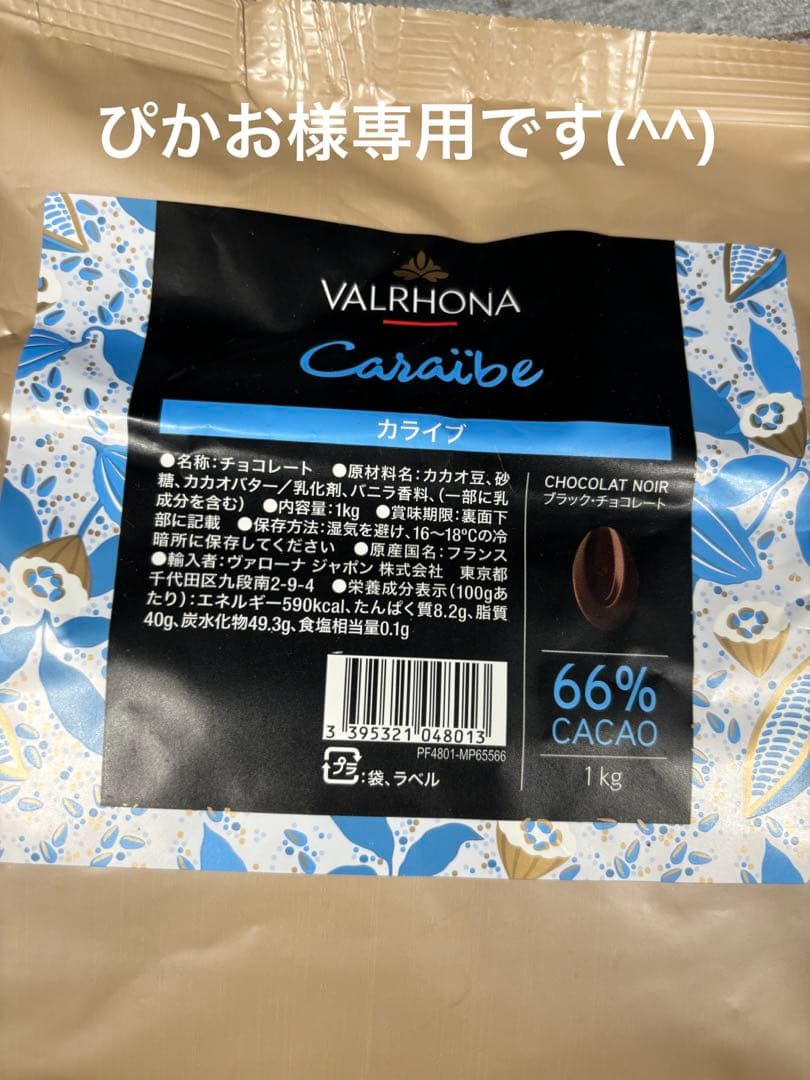 ぴかお様専用です(^^)
VALRHONA
Caraïbe
カライブ
●名称:チョコレート ●原材料名:カカオ豆、砂
糖、カカオバター/乳化剤、バニラ香料、(一部に乳
成分を含む) ●内容量:1kg ●賞味期限:裏面下
部に記載 ●保存方法:湿気を避け、16～18℃の冷
暗所に保存してください ●原産国名:フランス
●輸入者:ヴァローナ ジャポン 株式会社 東京都
千代田区九段南2-9-4 ●栄養成分表示(100gあ
たり):エネルギー590kcal、たんぱく質8.2g、脂質
40g、炭水化物49.3g、食塩相当量0.1g
CHOCOLAT NOIR
ブラック・チョコレート
66%
CACAO
1kg
3 395321 048013
PF4801-MP65566
プラ:袋、ラベル